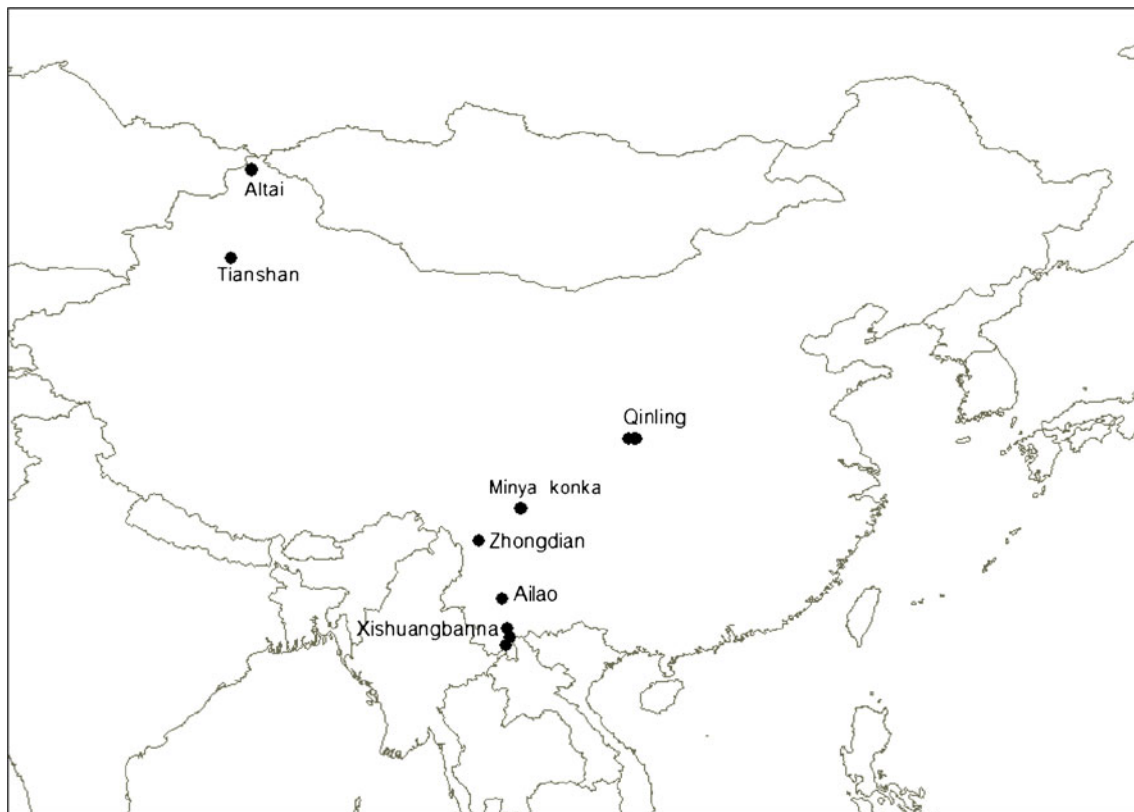 Altai
Tianshan
Qinling
Minya konka
Zhongdian
Ailao
Xishuangbanna